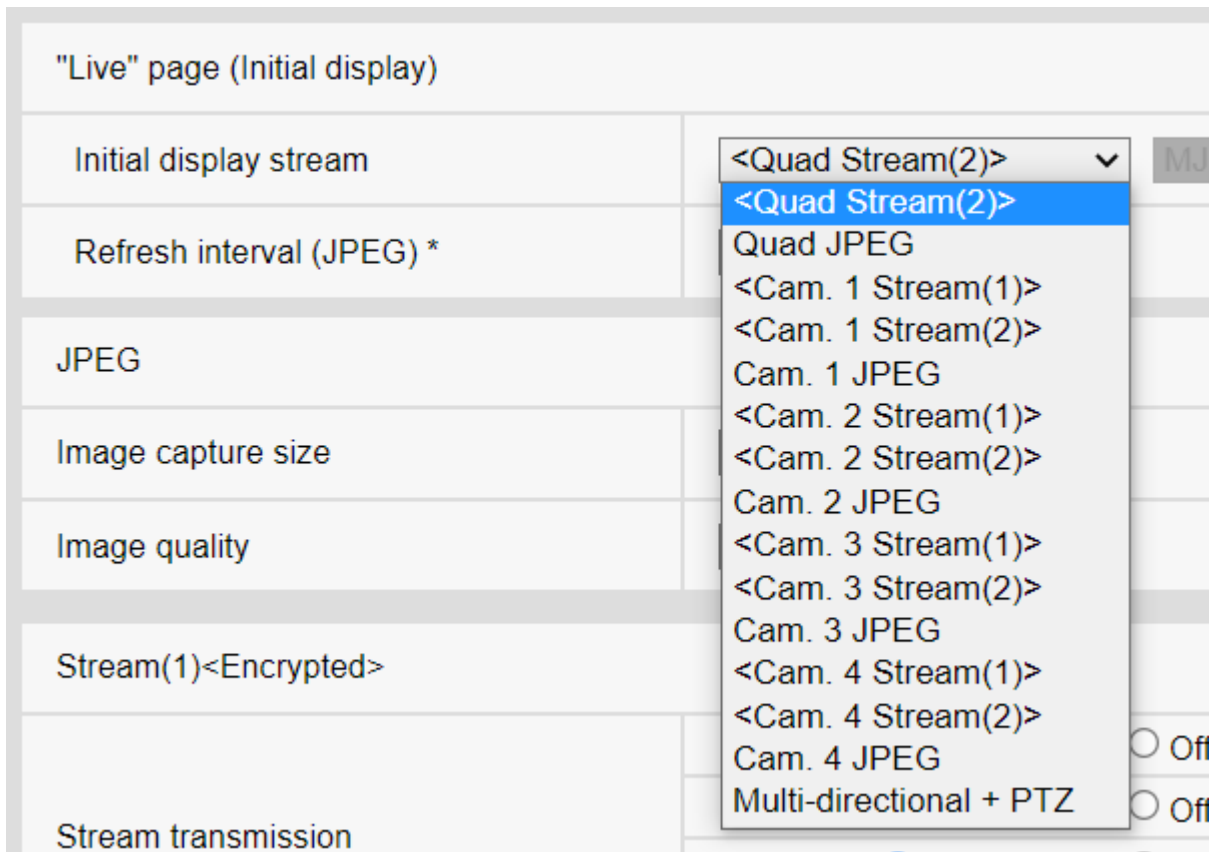 "Live" page (Initial display)
Initial display stream
<Quad Stream(2)>
MJ
<Quad Stream(2)>
Quad JPEG
<Cam. 1 Stream(1)>
<Cam. 1 Stream(2)>
Cam. 1 JPEG
<Cam. 2 Stream(1)>
<Cam. 2 Stream(2)>
Cam. 2 JPEG
<Cam. 3 Stream(1)>
<Cam. 3 Stream(2)>
Cam. 3 JPEG
<Cam. 4 Stream(1)>
<Cam. 4 Stream(2)>
Cam. 4 JPEG
Multi-directional + PTZ
Refresh interval (JPEG) *
JPEG
Image capture size
Image quality
Stream(1)<Encrypted>
Stream transmission
Off
Off